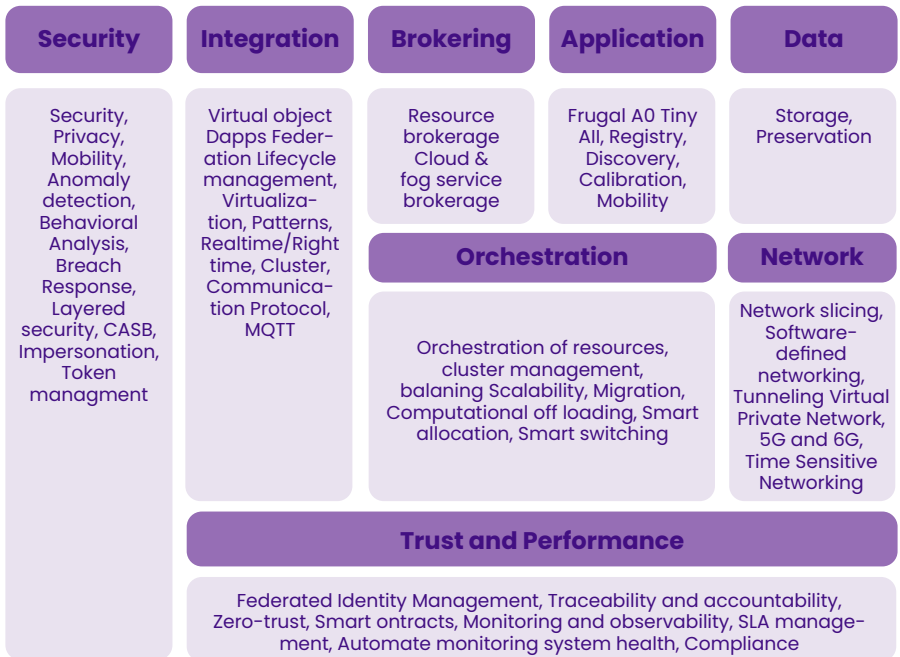 Security
Security,
Privacy,
Mobility,
Anomaly
detection,
Behavioral
Analysis,
Breach
Response,
Layered
security, CASB,
Impersonation,
Token
managment
Integration
Virtual object
Dapps Feder-
ation Lifecycle
management,
Virtualiza-
tion, Patterns,
Realtime/Right
time, Cluster,
Communica-
tion Protocol,
MQTT
Brokering
Resource
brokerage
Cloud &
fog service
brokerage
Application
Frugal A0 Tiny
AII, Registry,
Discovery,
Calibration,
Mobility
Data
Storage,
Preservation
Orchestration
Orchestration of resources,
cluster management,
balaning Scalability, Migration,
Computational off loading, Smart
allocation, Smart switching
Network
Network slicing,
Software-
defined
networking,
Tunneling Virtual
Private Network,
5G and 6G,
Time Sensitive
Networking
Trust and Performance
Federated Identity Management, Traceability and accountability,
Zero-trust, Smart ontracts, Monitoring and observability, SLA manage-
ment, Automate monitoring system health, Compliance